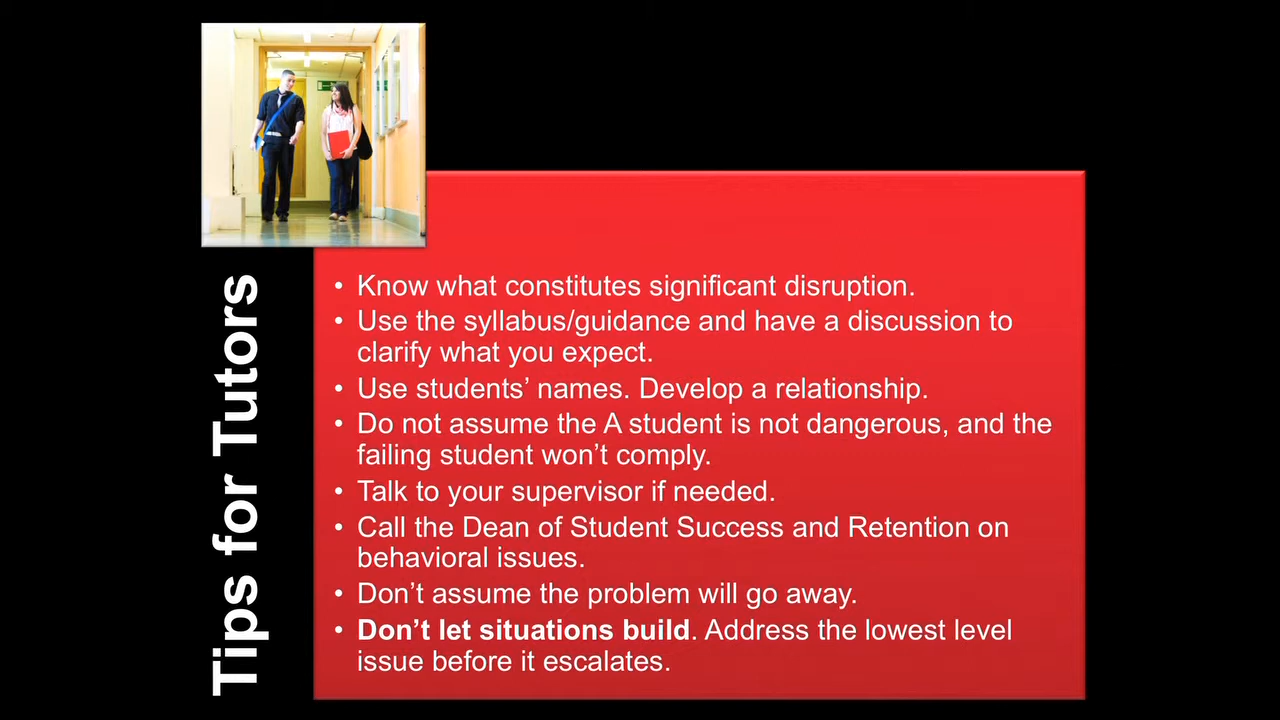 Tips for Tutors
• Know what constitutes significant disruption.
• Use the syllabus/guidance and have a discussion to
clarify what you expect.
• Use students’ names. Develop a relationship.
• Do not assume the A student is not dangerous, and the
failing student won’t comply.
• Talk to your supervisor if needed.
• Call the Dean of Student Success and Retention on
behavioral issues.
• Don’t assume the problem will go away.
• Don’t let situations build. Address the lowest level
issue before it escalates.